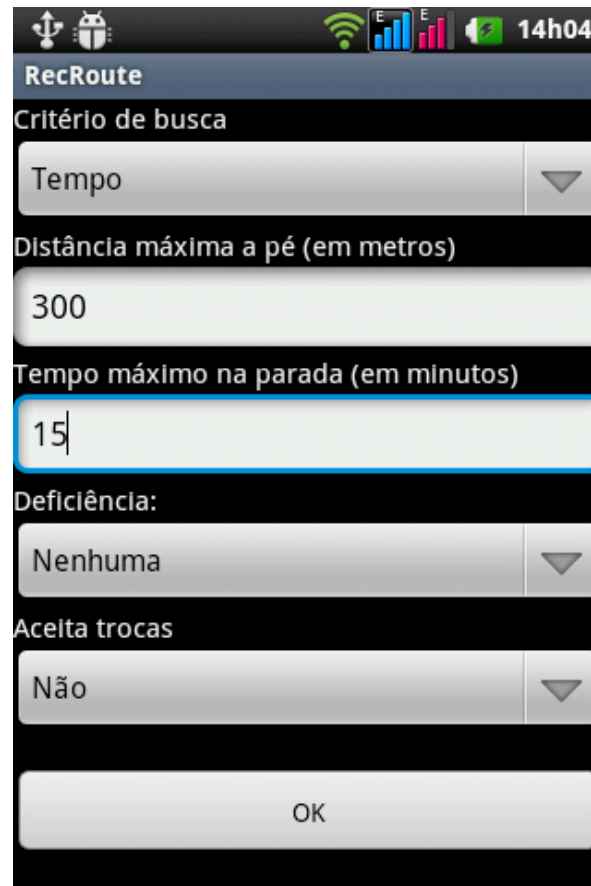 E E 14h04
RecRoute
Critério de busca
Tempo
Distância máxima a pé (em metros)
300
Tempo máximo na parada (em minutos)
15
Deficiência:
Nenhuma
Aceita trocas
Não
OK